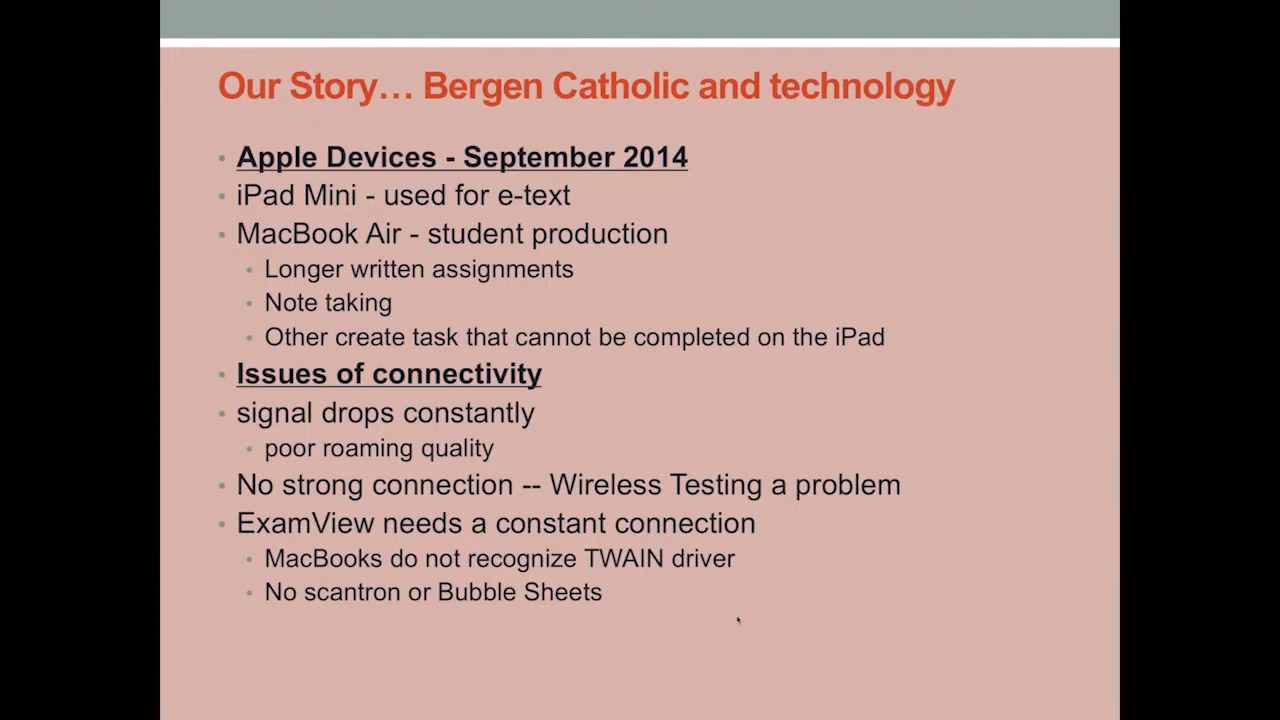 Our Story… Bergen Catholic and technology
• Apple Devices - September 2014
• iPad Mini - used for e-text
• MacBook Air - student production
• Longer written assignments
• Note taking
• Other create task that cannot be completed on the iPad
• Issues of connectivity
• signal drops constantly
• poor roaming quality
• No strong connection -- Wireless Testing a problem
• ExamView needs a constant connection
• MacBooks do not recognize TWAIN driver
• No scantron or Bubble Sheets